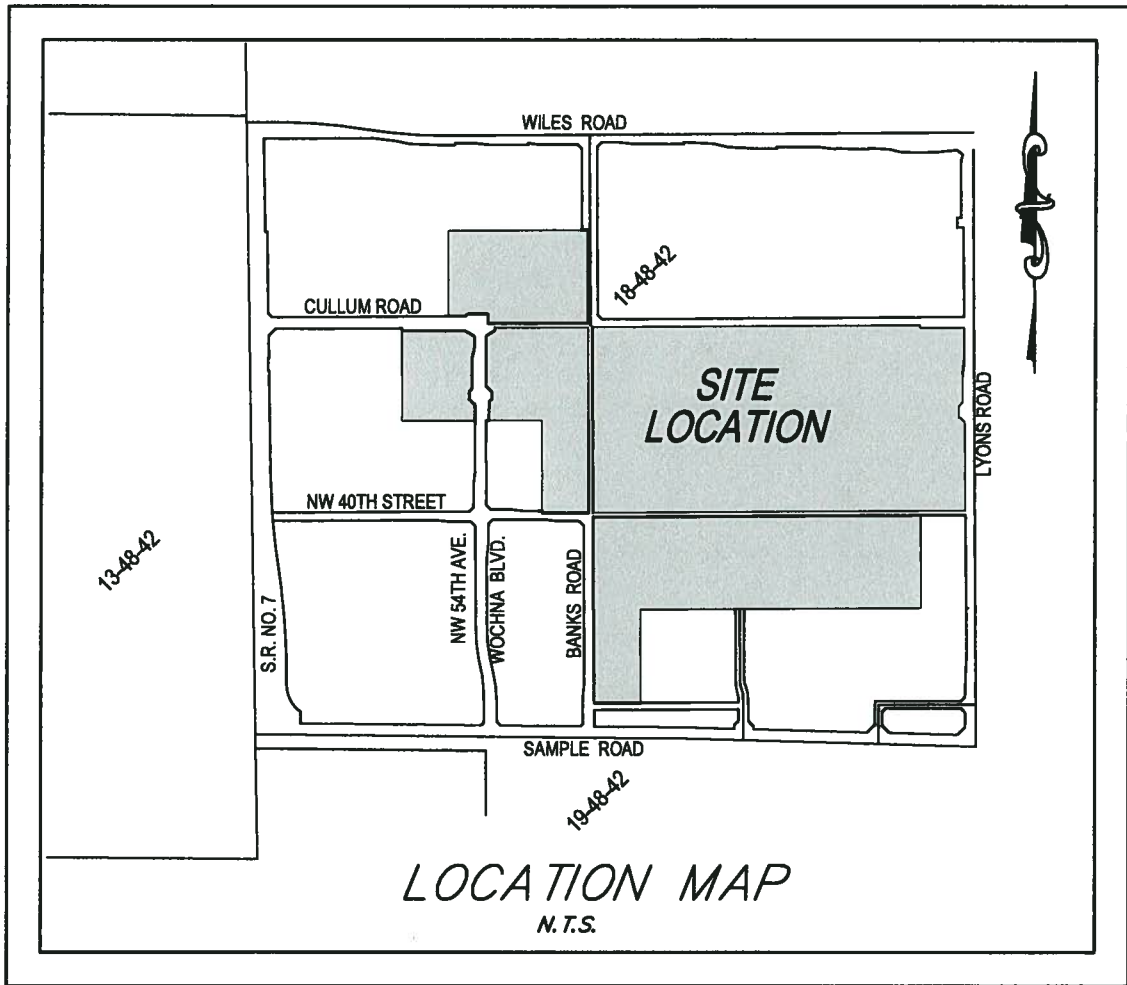 WILES ROAD
18-48-42
CULLUM ROAD
SITE
LOCATION
LYONS ROAD
NW 40TH STREET
13-48-42
S.R. NO. 7
NW 54TH AVE.
WOCHNA BLVD.
BANKS ROAD
SAMPLE ROAD
19-48-42
LOCATION MAP
N.T.S.